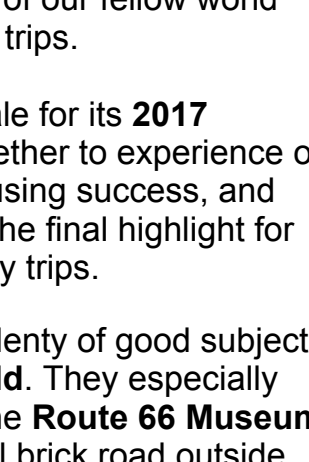 of our fellow world
trips.
ale for its 2017
ether to experience o
using success, and
he final highlight for
y trips.
lenty of good subject
ld. They especially
ne Route 66 Museum
l brick road outside